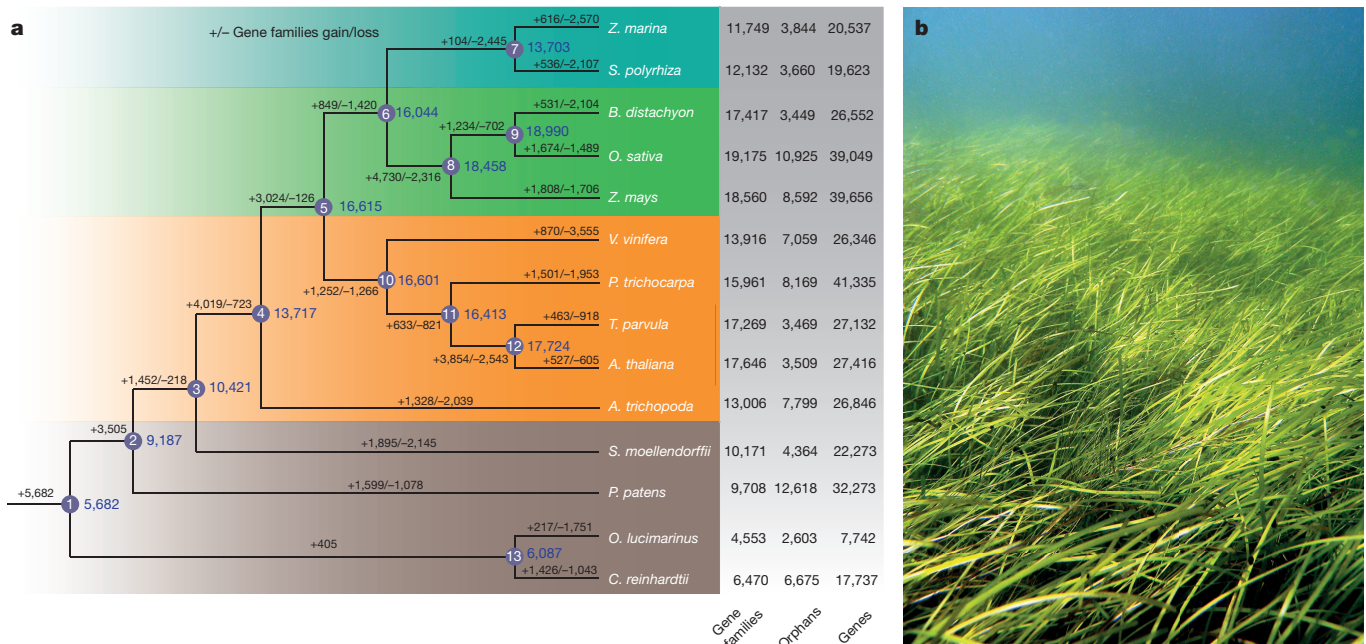 a
+/– Gene families gain/loss
b
+616/–2,570
Z. marina 11,749 3,844 20,537
+104/–2,445
7 13,703
+536/–2,107
S. polyrhiza 12,132 3,660 19,623
+849/–1,420
6 16,044
+531/–2,104
B. distachyon 17,417 3,449 26,552
+1,234/–702
9 18,990
+1,674/–1,489
O. sativa 19,175 10,925 39,049
8 18,458
+4,730/–2,316
+1,808/–1,706
Z. mays 18,560 8,592 39,656
+3,024/–126
5 16,615
+870/–3,555
V. vinifera 13,916 7,059 26,346
10 16,601
+1,252/–1,266
+1,501/–1,953
P. trichocarpa 15,961 8,169 41,335
+4,019/–723
4 13,717
11 16,413
+633/–821
+463/–918
T. parvula 17,269 3,469 27,132
12 17,724
+3,854/–2,543
+527/–605
A. thaliana 17,646 3,509 27,416
+1,452/–218
3 10,421
+1,328/–2,039
A. trichopoda 13,006 7,799 26,846
+3,505
2 9,187
+1,895/–2,145
S. moellendorffii 10,171 4,364 22,273
+1,599/–1,078
P. patens 9,708 12,618 32,273
+5,682
1 5,682
+217/–1,751
O. lucimarinus 4,553 2,603 7,742
+405
13 6,087
+1,426/–1,043
C. reinhardtii 6,470 6,675 17,737
Gene
families
Orphans
Genes